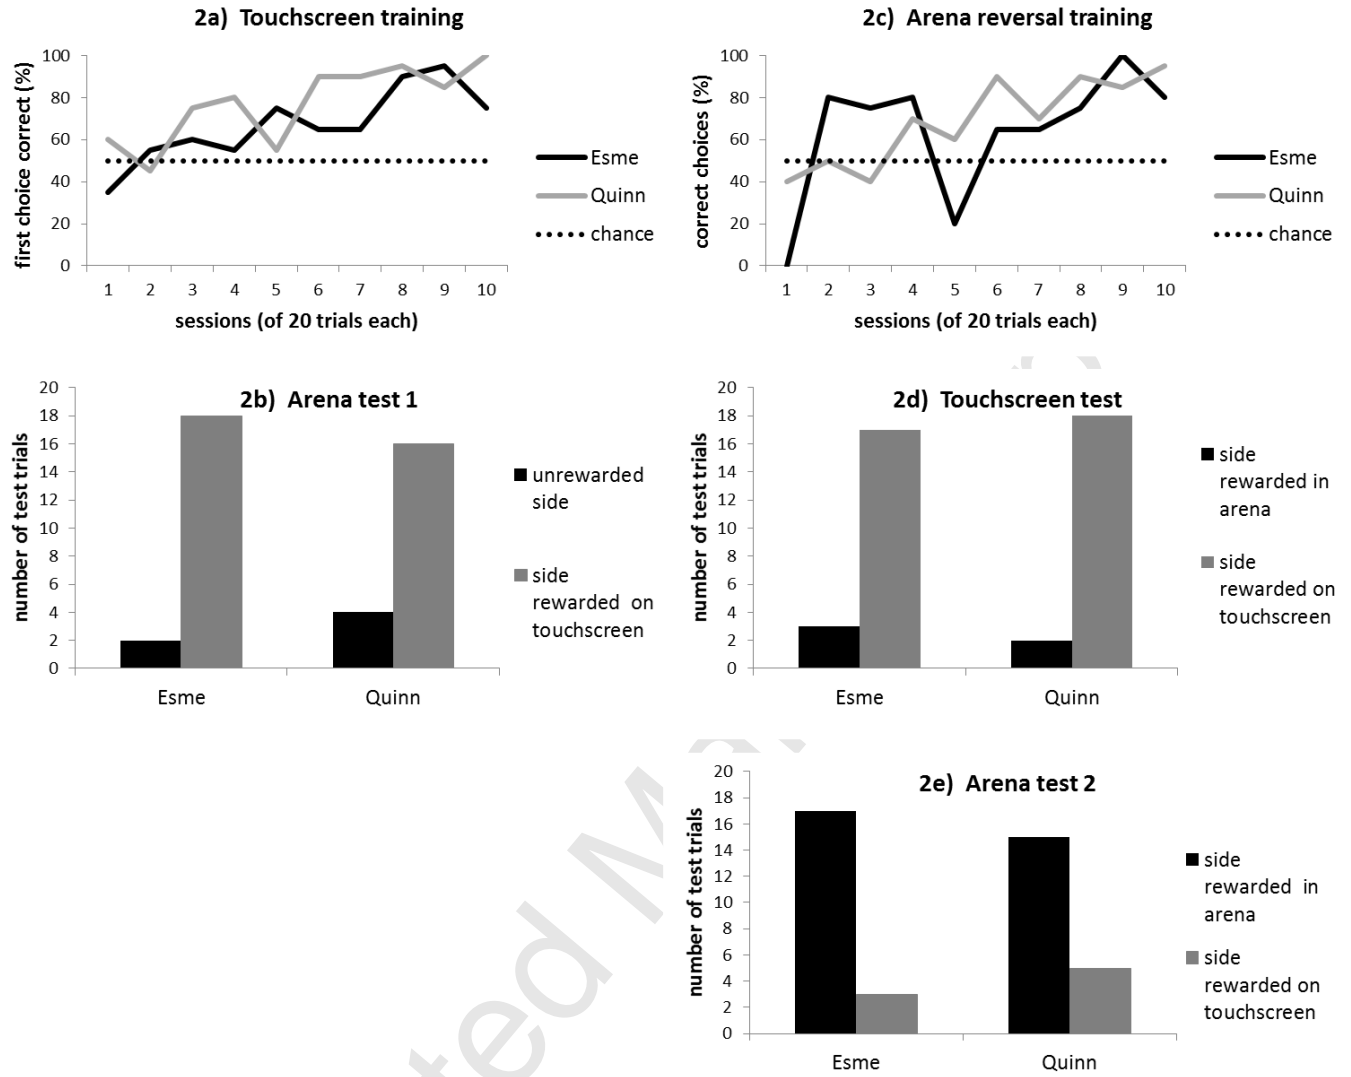 2a) Touchscreen training
first choice correct (%)
100
80
60
40
20
0
1 2 3 4 5 6 7 8 9 10
sessions (of 20 trials each)
Esme
Quinn
chance
2c) Arena reversal training
correct choices (%)
100
80
60
40
20
0
1 2 3 4 5 6 7 8 9 10
sessions (of 20 trials each)
Esme
Quinn
chance
2b) Arena test 1
number of test trials
20
18
16
14
12
10
8
6
4
2
0
Esme Quinn
unrewarded
side
side
rewarded on
touchscreen
2d) Touchscreen test
number of test trials
20
18
16
14
12
10
8
6
4
2
0
Esme Quinn
side
rewarded in
arena
side
rewarded on
touchscreen
2e) Arena test 2
number of test trials
20
18
16
14
12
10
8
6
4
2
0
Esme Quinn
side
rewarded in
arena
side
rewarded on
touchscreen